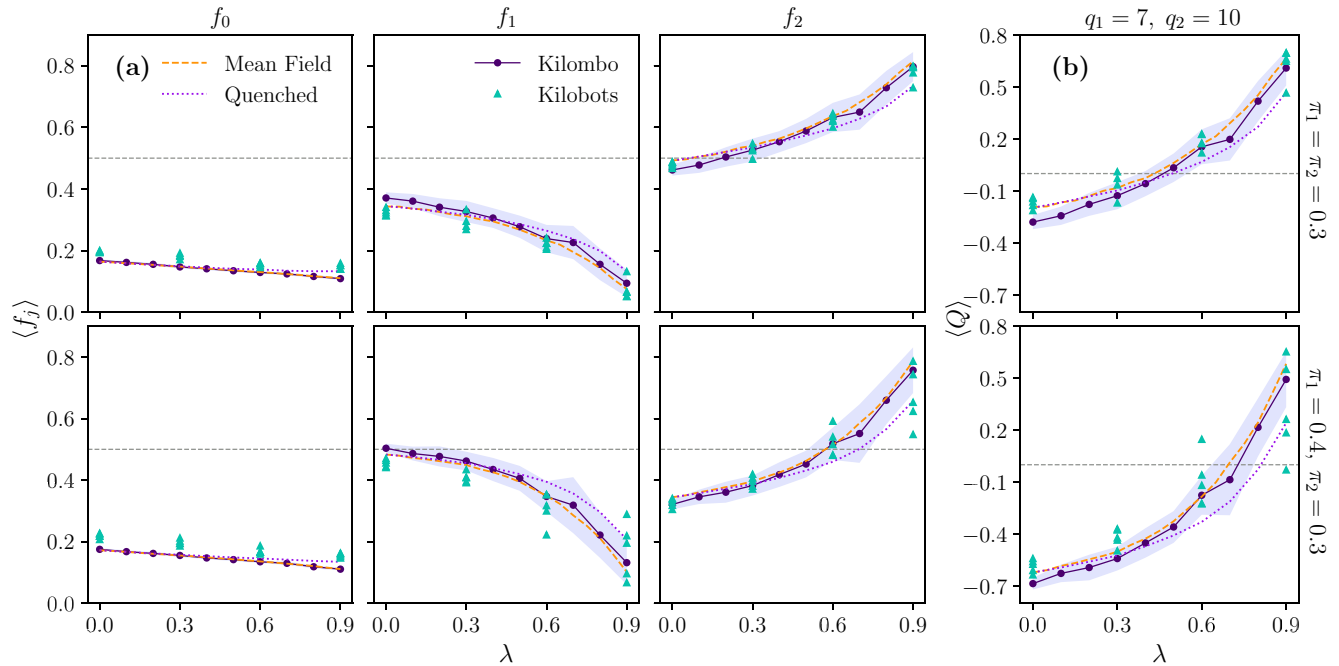 f₀ f₁ f₂ q₁ = 7, q₂ = 10
(a) (b)
Mean Field
Quenched
Kilombo
Kilobots
0.8
0.6
0.4
0.2
0.0
0.8
0.6
0.4
0.2
0.0
⟨f_j⟩
0.8
0.5
0.2
−0.1
−0.4
−0.7
0.8
0.5
0.2
−0.1
−0.4
−0.7
⟨Q⟩
π₁ = π₂ = 0.3
π₁ = 0.4, π₂ = 0.3
0.0 0.3 0.6 0.9 0.0 0.3 0.6 0.9 0.0 0.3 0.6 0.9 0.0 0.3 0.6 0.9
λ λ